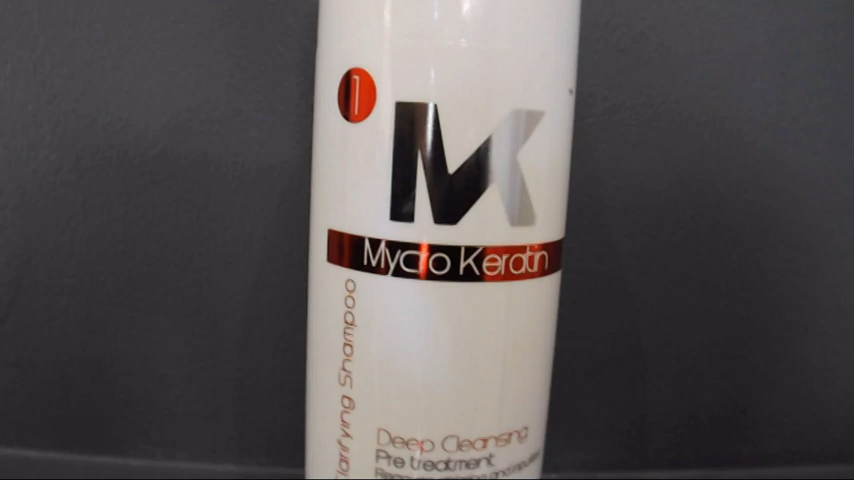 1
MK
Mycro Keratin
Clarifying Shampoo
Deep Cleansing
Pre treatment